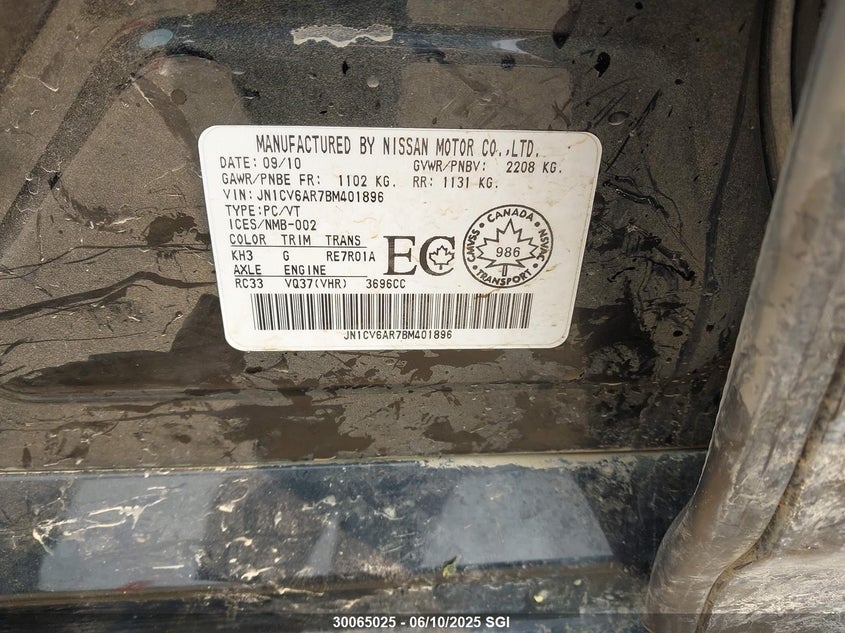 MANUFACTURED BY NISSAN MOTOR CO.,LTD.
DATE: 09/10 GVWR/PNBV: 2208 KG.
GAWR/PNBE FR: 1102 KG. RR: 1131 KG.
VIN: JN1CV6AR7BM401896
TYPE:PC/VT
ICES/NMB-002
COLOR TRIM TRANS
KH3 G RE7R01A
AXLE ENGINE
RC33 VQ37(VHR) 3696CC
EC
CANADA
CMVSS 986 NSVAC
TRANSPORT
JN1CV6AR7BM401896
30065025 - 06/10/2025 SGI